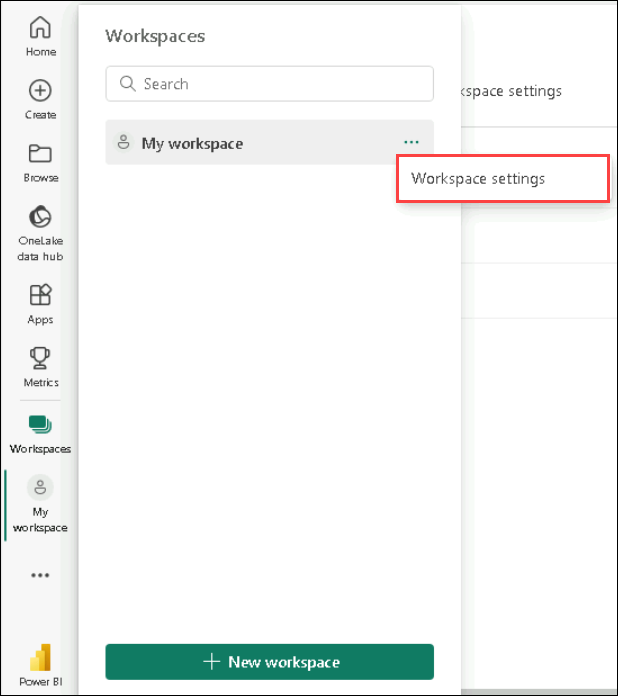 Home
Create
Browse
OneLake
data hub
Apps
Metrics
Workspaces
My
workspace
Power BI
Workspaces
Search
My workspace
Workspace settings
New workspace
kspace settings